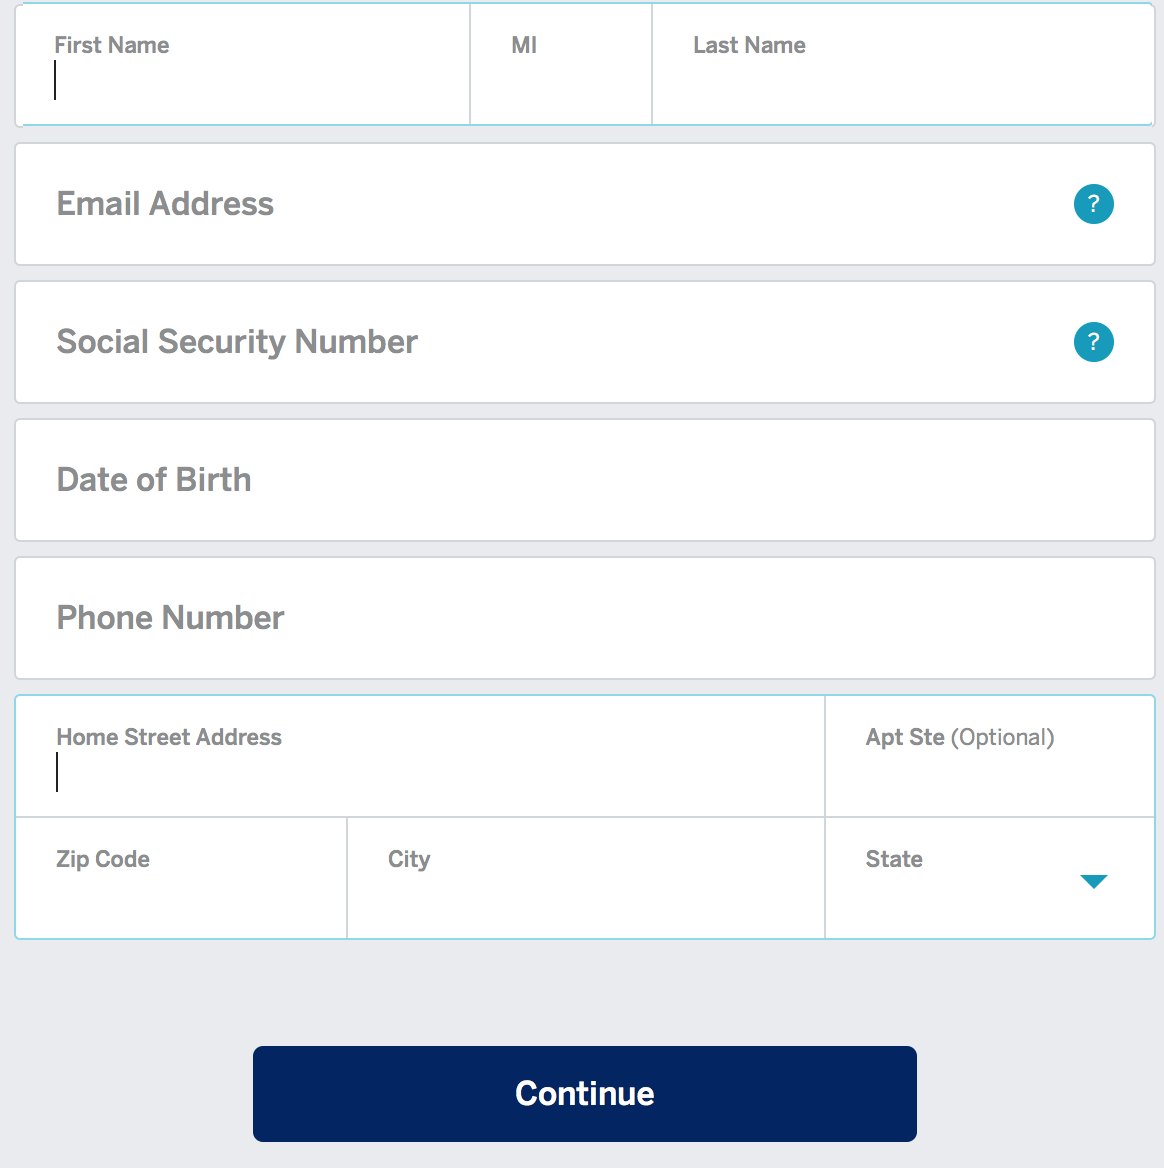 First Name MI Last Name
Email Address ?
Social Security Number ?
Date of Birth
Phone Number
Home Street Address Apt Ste (Optional)
Zip Code City State
Continue